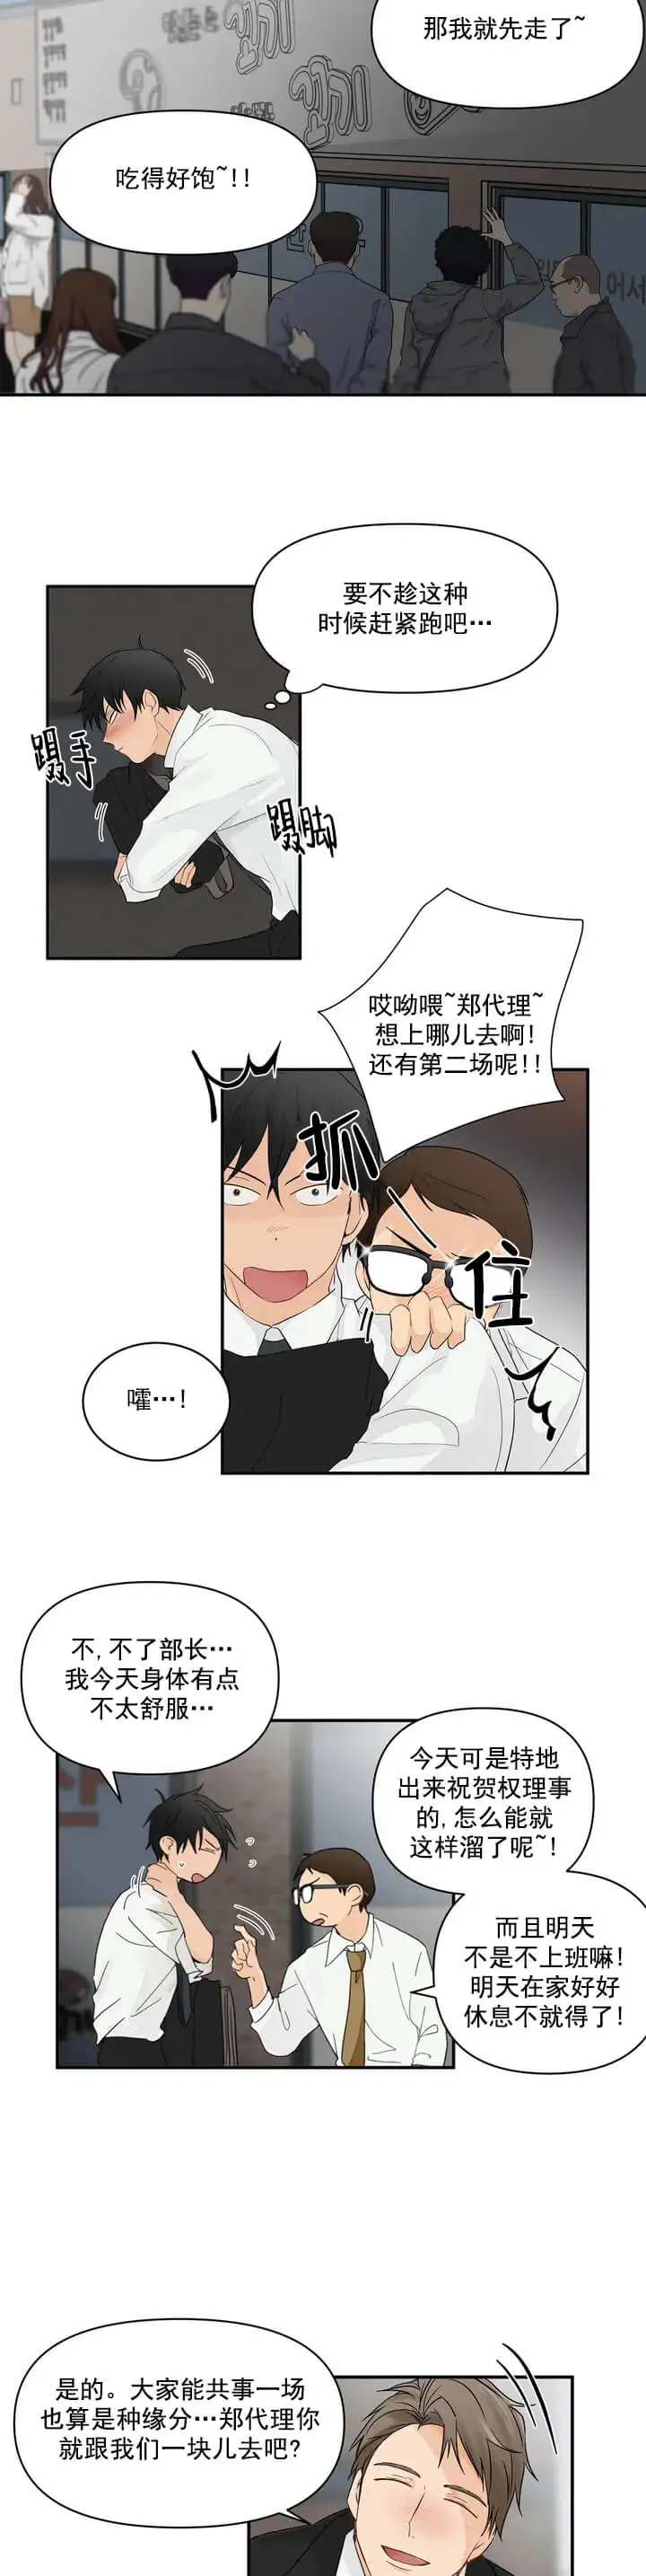 那我就先走了~
吃得好饱~!!
어서
要不趁这种
时候赶紧跑吧…
蹑手
蹑脚
哎呦喂~郑代理~
想上哪儿去啊!
还有第二场呢!!
抓
住
嚯…!
不,不了部长…
我今天身体有点
不太舒服…
今天可是特地
出来祝贺权理事
的,怎么能就
这样溜了呢~!
而且明天
不是不上班嘛!
明天在家好好
休息不就得了!
是的。大家能共事一场
也算是种缘分…郑代理你
就跟我们一块儿去吧?